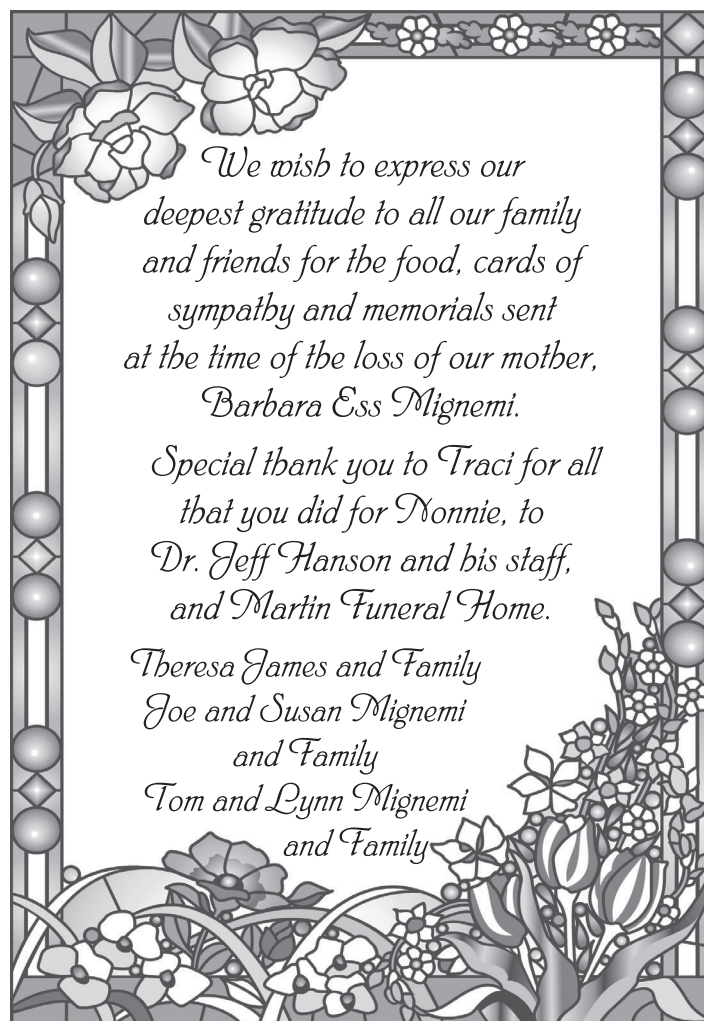 We wish to express our
deepest gratitude to all our family
and friends for the food, cards of
sympathy and memorials sent
at the time of the loss of our mother,
Barbara Ess Mignemi.
Special thank you to Traci for all
that you did for Nonnie, to
Dr. Jeff Hanson and his staff,
and Martin Funeral Home.
Theresa James and Family
Joe and Susan Mignemi
and Family
Tom and Lynn Mignemi
and Family